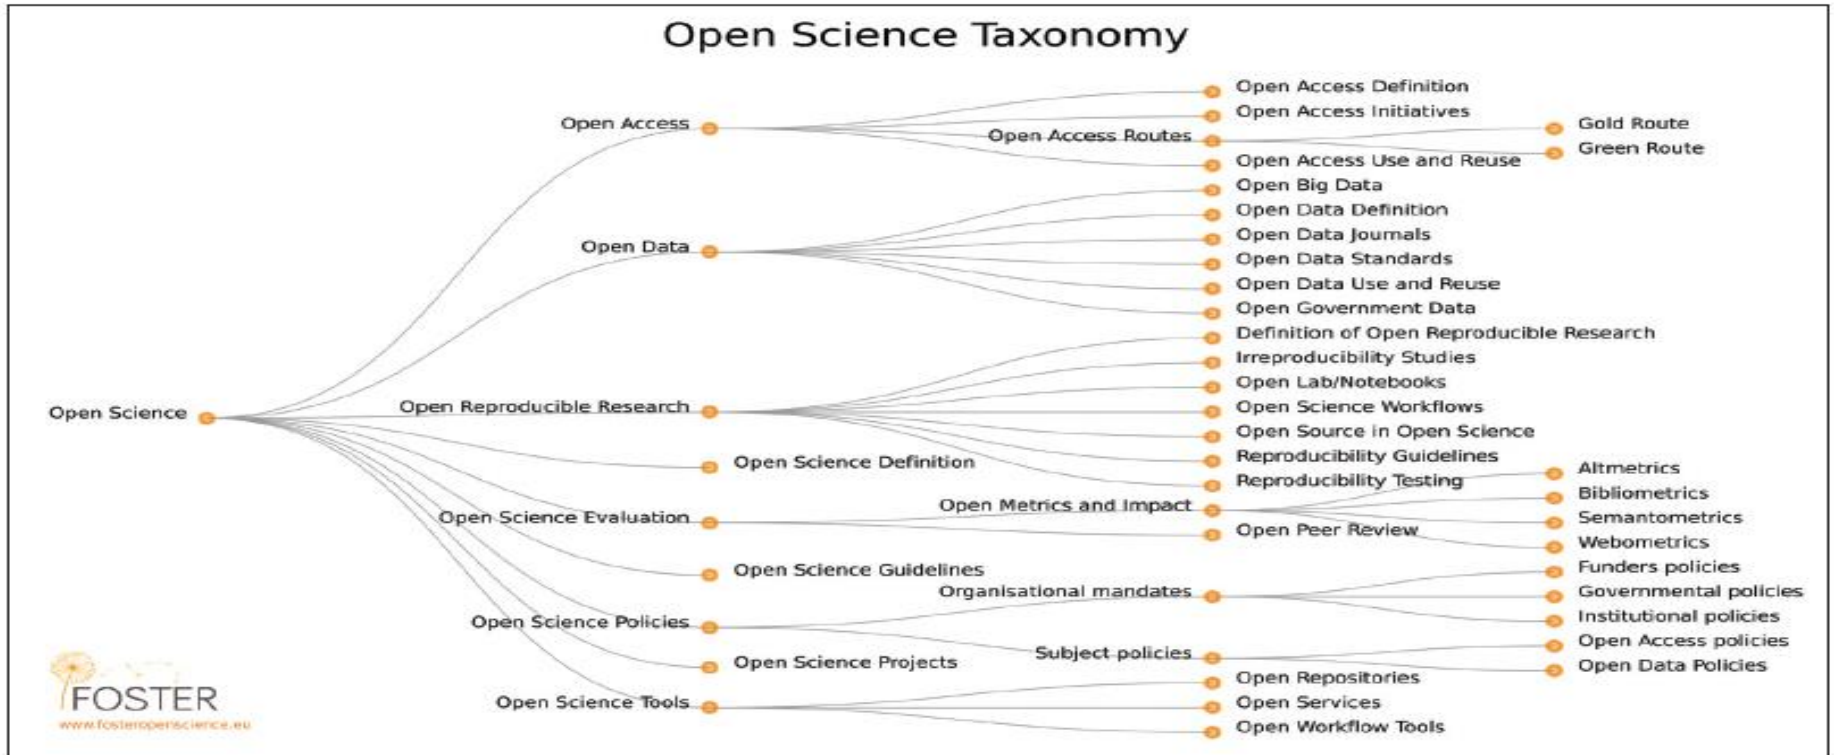 Open Science Taxonomy
Open Science
Open Access
Open Access Definition
Open Access Initiatives
Open Access Routes
Gold Route
Green Route
Open Access Use and Reuse
Open Data
Open Big Data
Open Data Definition
Open Data Journals
Open Data Standards
Open Data Use and Reuse
Open Government Data
Open Reproducible Research
Definition of Open Reproducible Research
Irreproducibility Studies
Open Lab/Notebooks
Open Science Workflows
Open Source in Open Science
Reproducibility Guidelines
Reproducibility Testing
Open Science Definition
Open Science Evaluation
Open Metrics and Impact
Altmetrics
Bibliometrics
Semantometrics
Webometrics
Open Peer Review
Open Science Guidelines
Open Science Policies
Organisational mandates
Funders policies
Governmental policies
Institutional policies
Subject policies
Open Access policies
Open Data Policies
Open Science Projects
Open Science Tools
Open Repositories
Open Services
Open Workflow Tools
FOSTER
www.fosteropenscience.eu